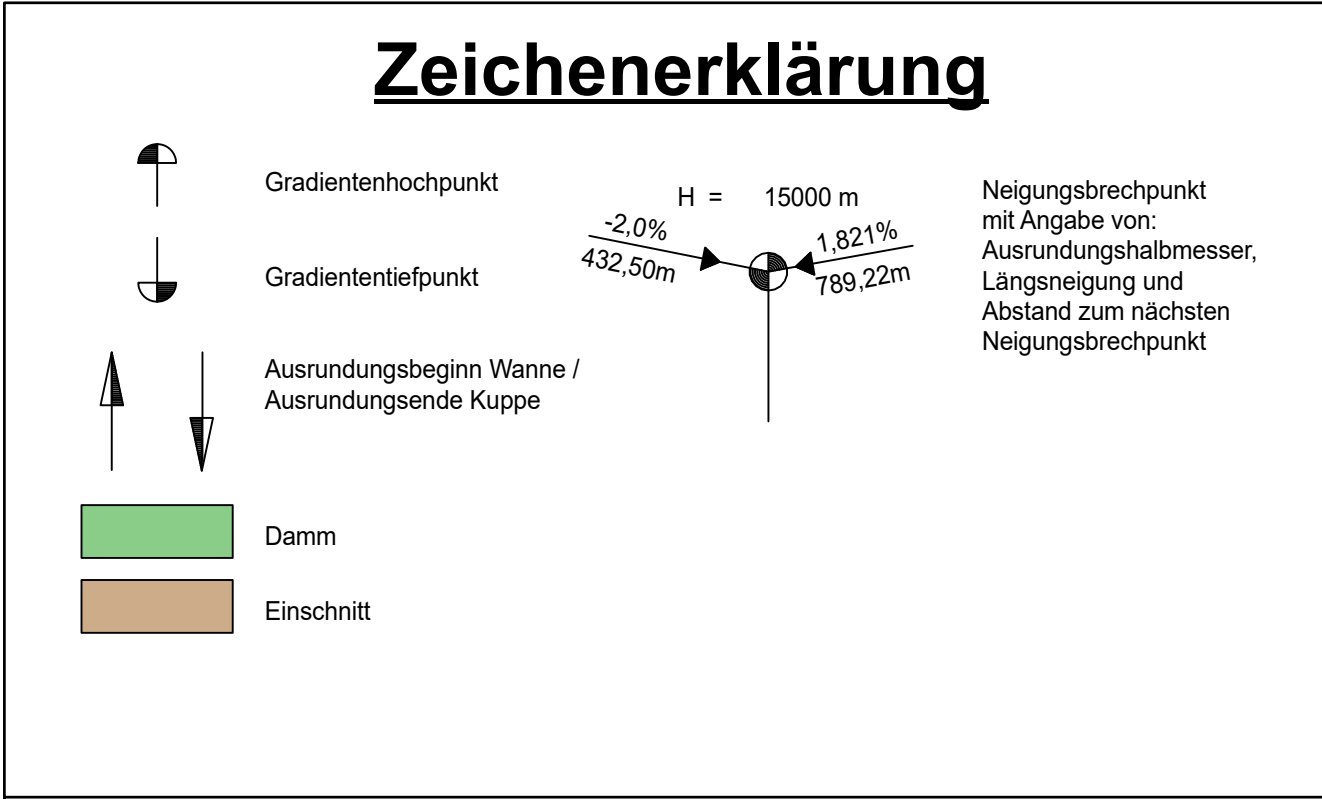 Zeichenerklärung
Gradientenhochpunkt
Gradiententiefpunkt
Ausrundungsbeginn Wanne /
Ausrundungsende Kuppe
Damm
Einschnitt
H = 15000 m
-2,0%
432,50m
1,821%
789,22m
Neigungsbrechpunkt
mit Angabe von:
Ausrundungshalbmesser,
Längsneigung und
Abstand zum nächsten
Neigungsbrechpunkt